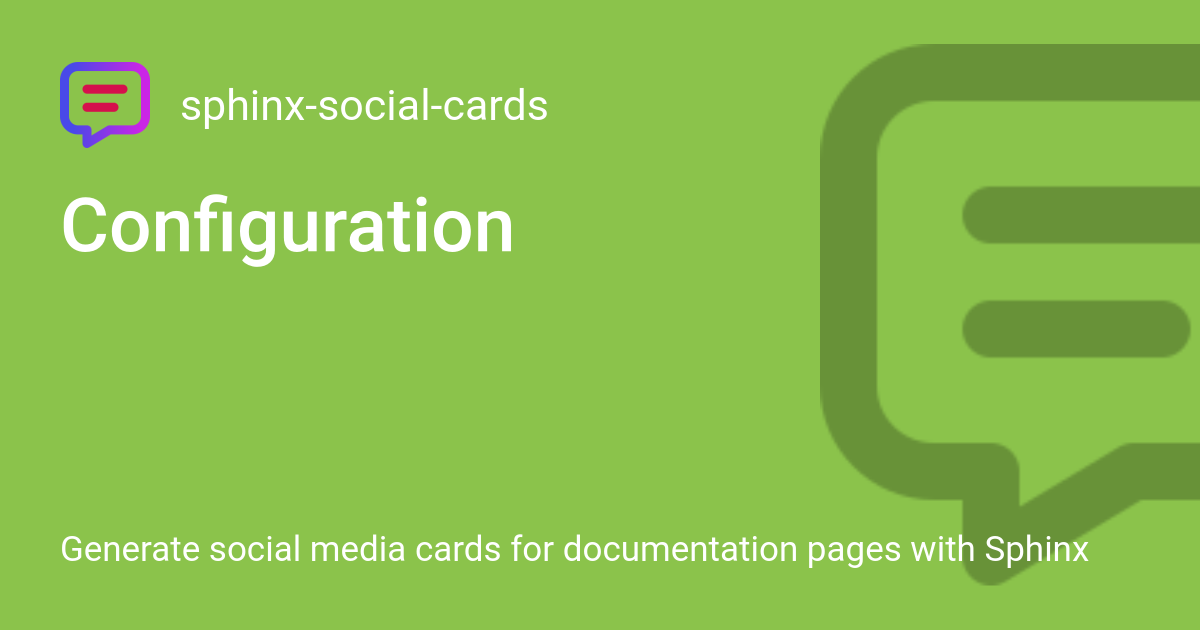 sphinx-social-cards
Configuration
Generate social media cards for documentation pages with Sphinx